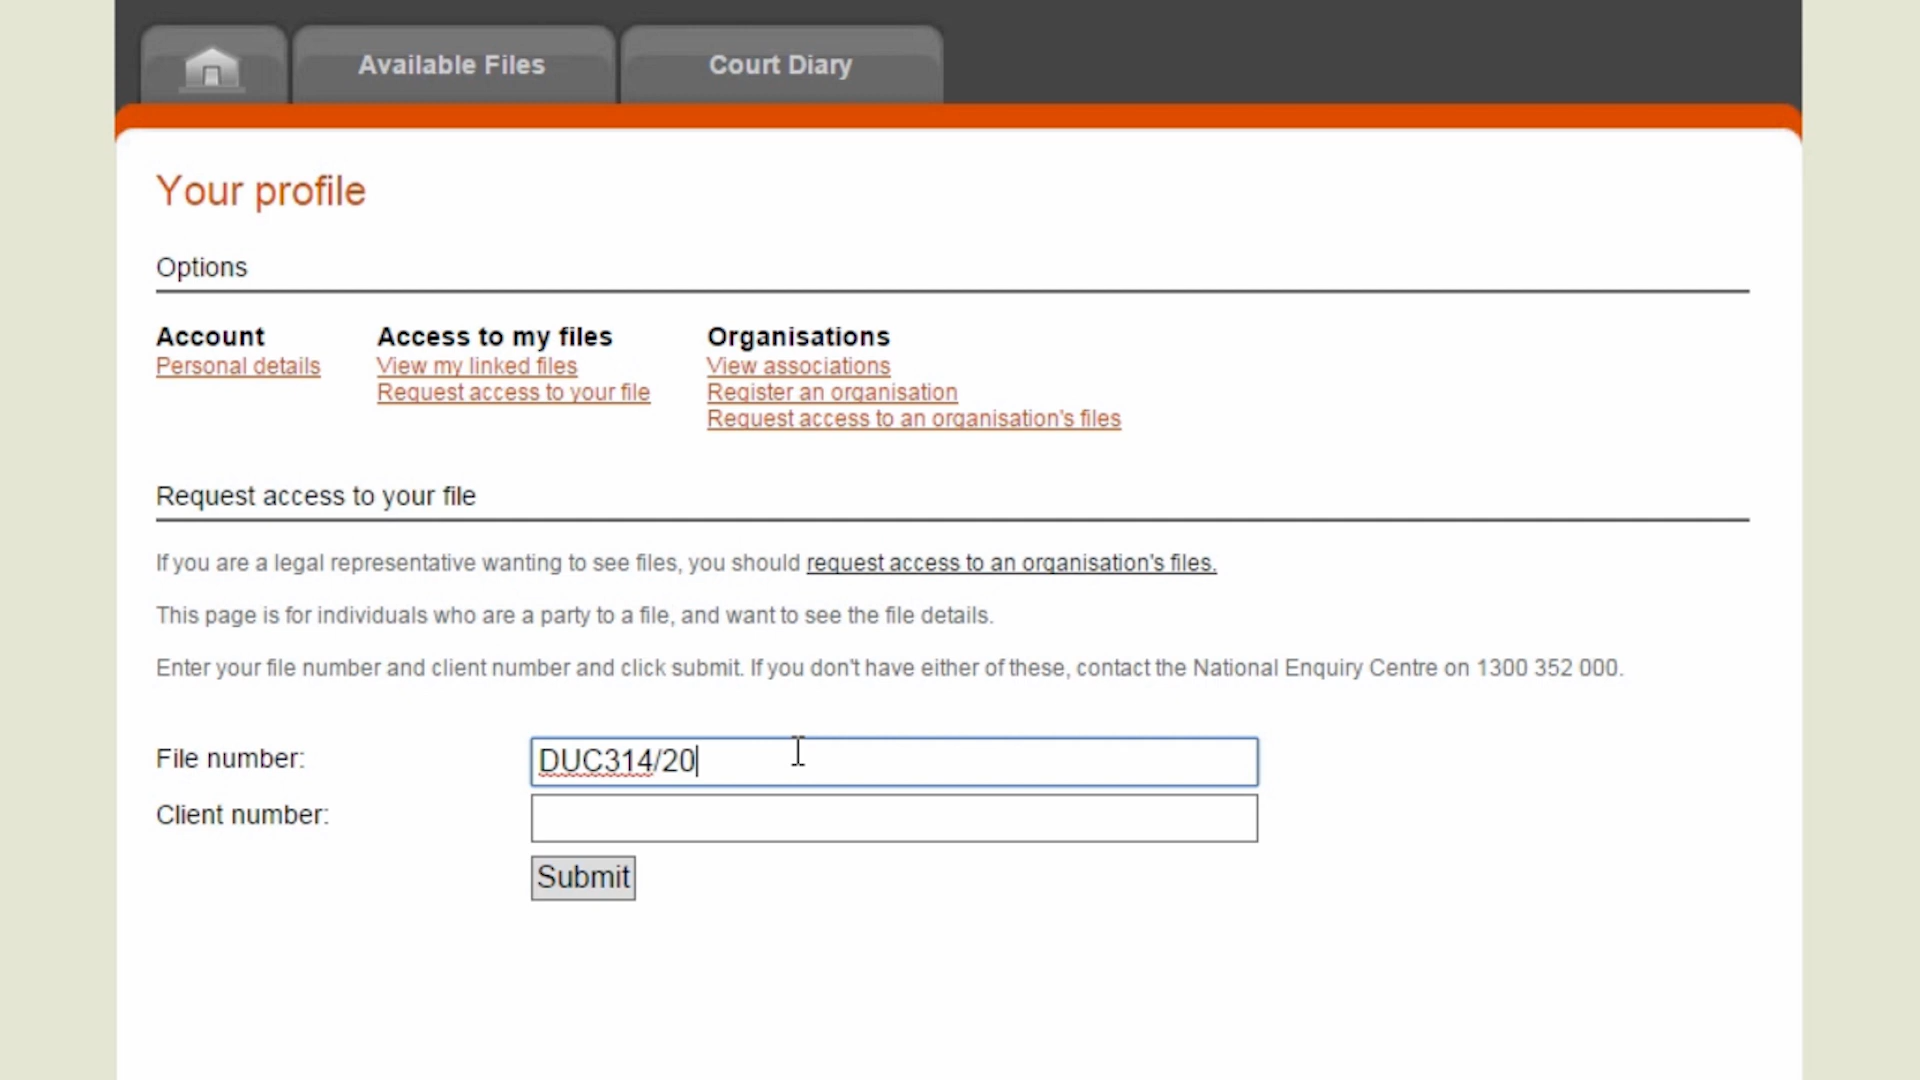 Available Files
Court Diary
Your profile
Options
Account
Access to my files
Organisations
Personal details
View my linked files
View associations
Request access to your file
Register an organisation
Request access to an organisation's files
Request access to your file
If you are a legal representative wanting to see files, you should request access to an organisation's files.
This page is for individuals who are a party to a file, and want to see the file details.
Enter your file number and client number and click submit. If you don't have either of these, contact the National Enquiry Centre on 1300 352 000.
File number:
DUC314/20
Client number:
Submit